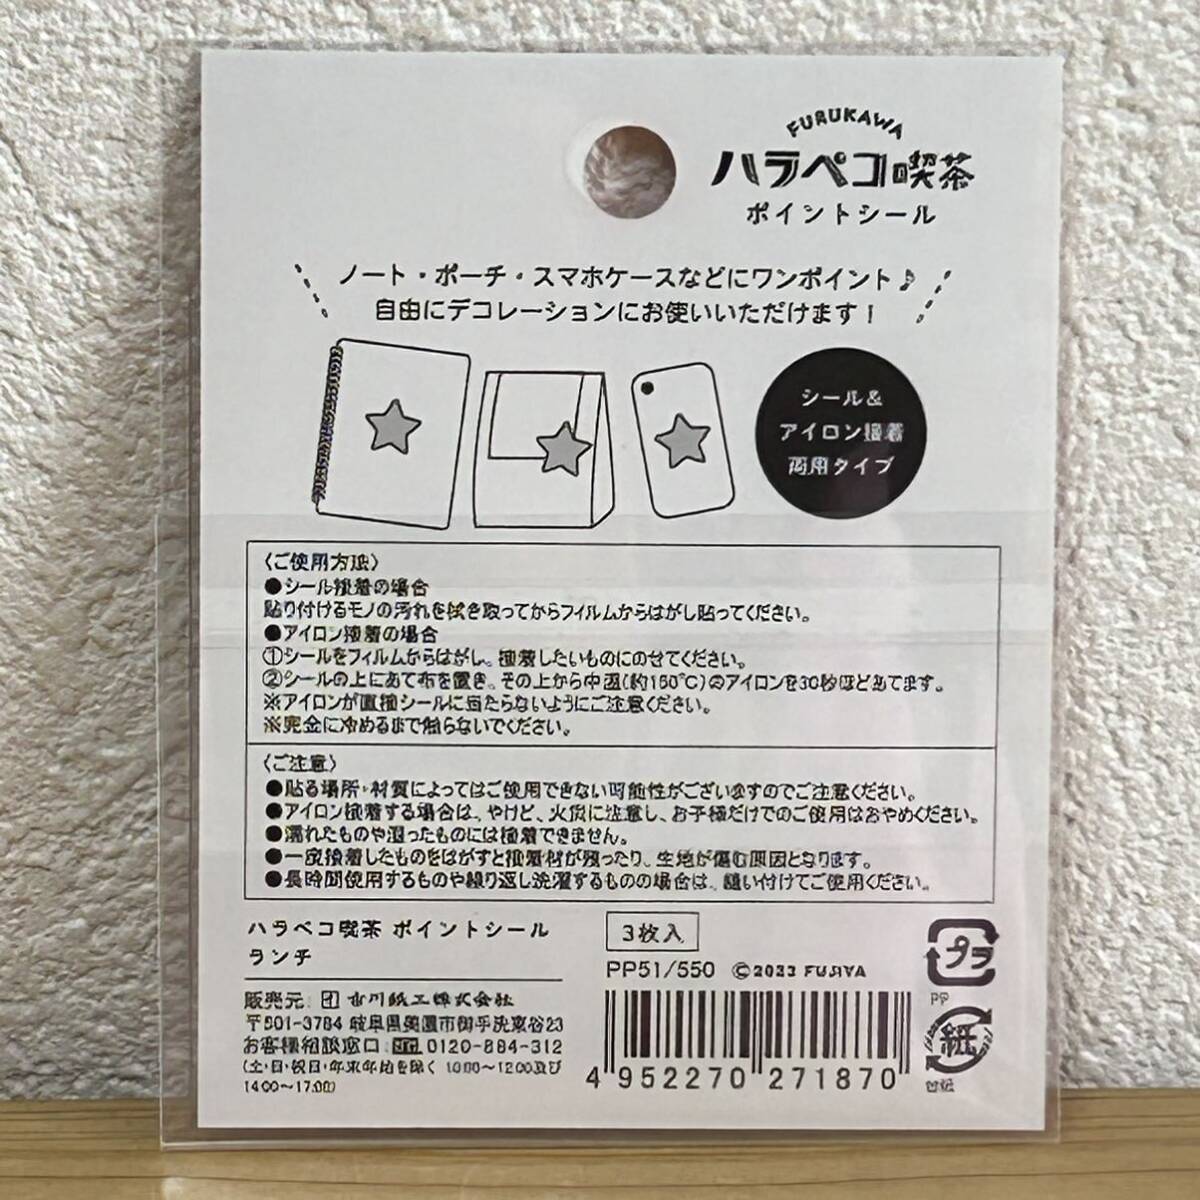 FURUKAWA
ハラペコ喫茶
ポイントシール
ノート・ポーチ・スマホケースなどにワンポイント♪
自由にデコレーションにお使いいただけます！
シール&
アイロン接着
両用タイプ
〈ご使用方法〉
●シール接着の場合
貼り付けるモノの汚れを拭き取ってからフィルムからはがし貼ってください。
●アイロン接着の場合
①シールをフィルムからはがし、接着したいものにのせてください。
②シールの上にあて布を置き、その上から中温(約150℃)のアイロンを30秒ほどあてます。
※アイロンが直接シールに当たらないようにご注意ください。
※完全に冷めるまで触らないでください。
〈ご注意〉
●貼る場所・材質によってはご使用できない可能性がございますのでご注意ください。
●アイロン接着する場合は、やけど、火災に注意し、お子様だけでのご使用はおやめください。
●濡れたものや湿ったものには接着できません。
●一度接着したものをはがすと接着材が残ったり、生地が傷む原因となります。
●長時間使用するものや繰り返し洗濯するものの場合は、縫い付けてご使用ください。
ハラペコ喫茶 ポイントシール
ランチ
3枚入
PP51/550
販売元: 古川紙工株式会社
〒501-3784 岐阜県美濃市御手洗東谷23
お客様相談窓口: 0120-884-312
(土・日・祝日・年末年始を除く 10:00～12:00及び
14:00～17:00)
4 952270 271870
プラ
PP
紙
台紙